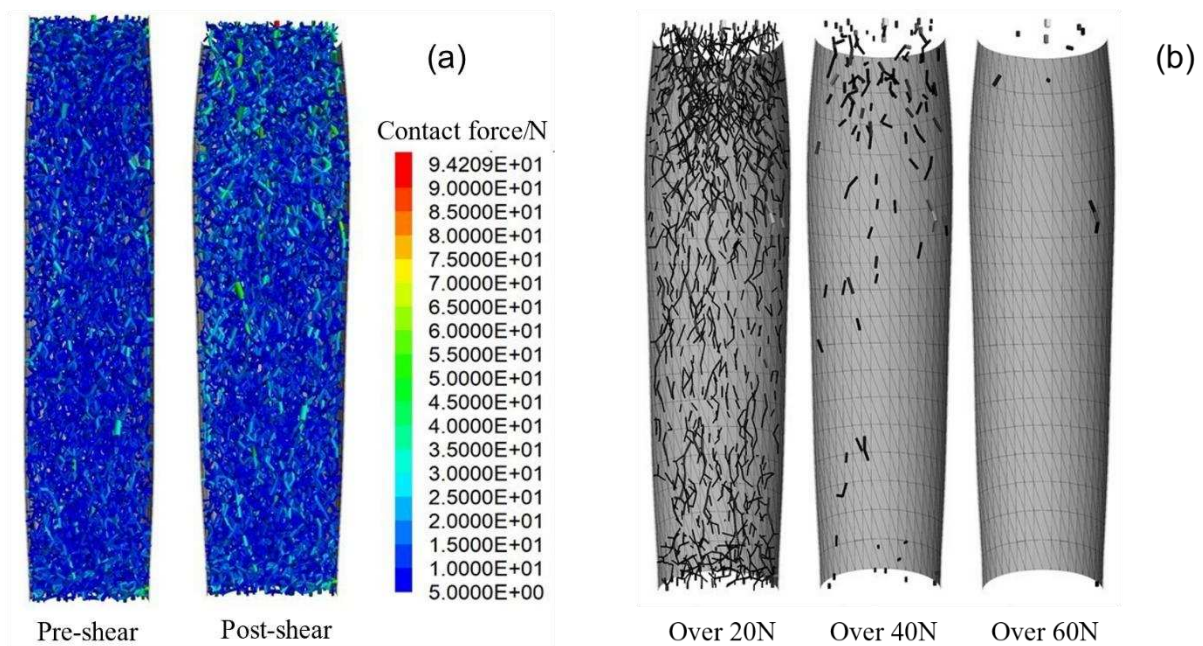 (a)
(b)
Contact force/N
9.4209E+01
9.0000E+01
8.5000E+01
8.0000E+01
7.5000E+01
7.0000E+01
6.5000E+01
6.0000E+01
5.5000E+01
5.0000E+01
4.5000E+01
4.0000E+01
3.5000E+01
3.0000E+01
2.5000E+01
2.0000E+01
1.5000E+01
1.0000E+01
5.0000E+00
Pre-shear
Post-shear
Over 20N
Over 40N
Over 60N